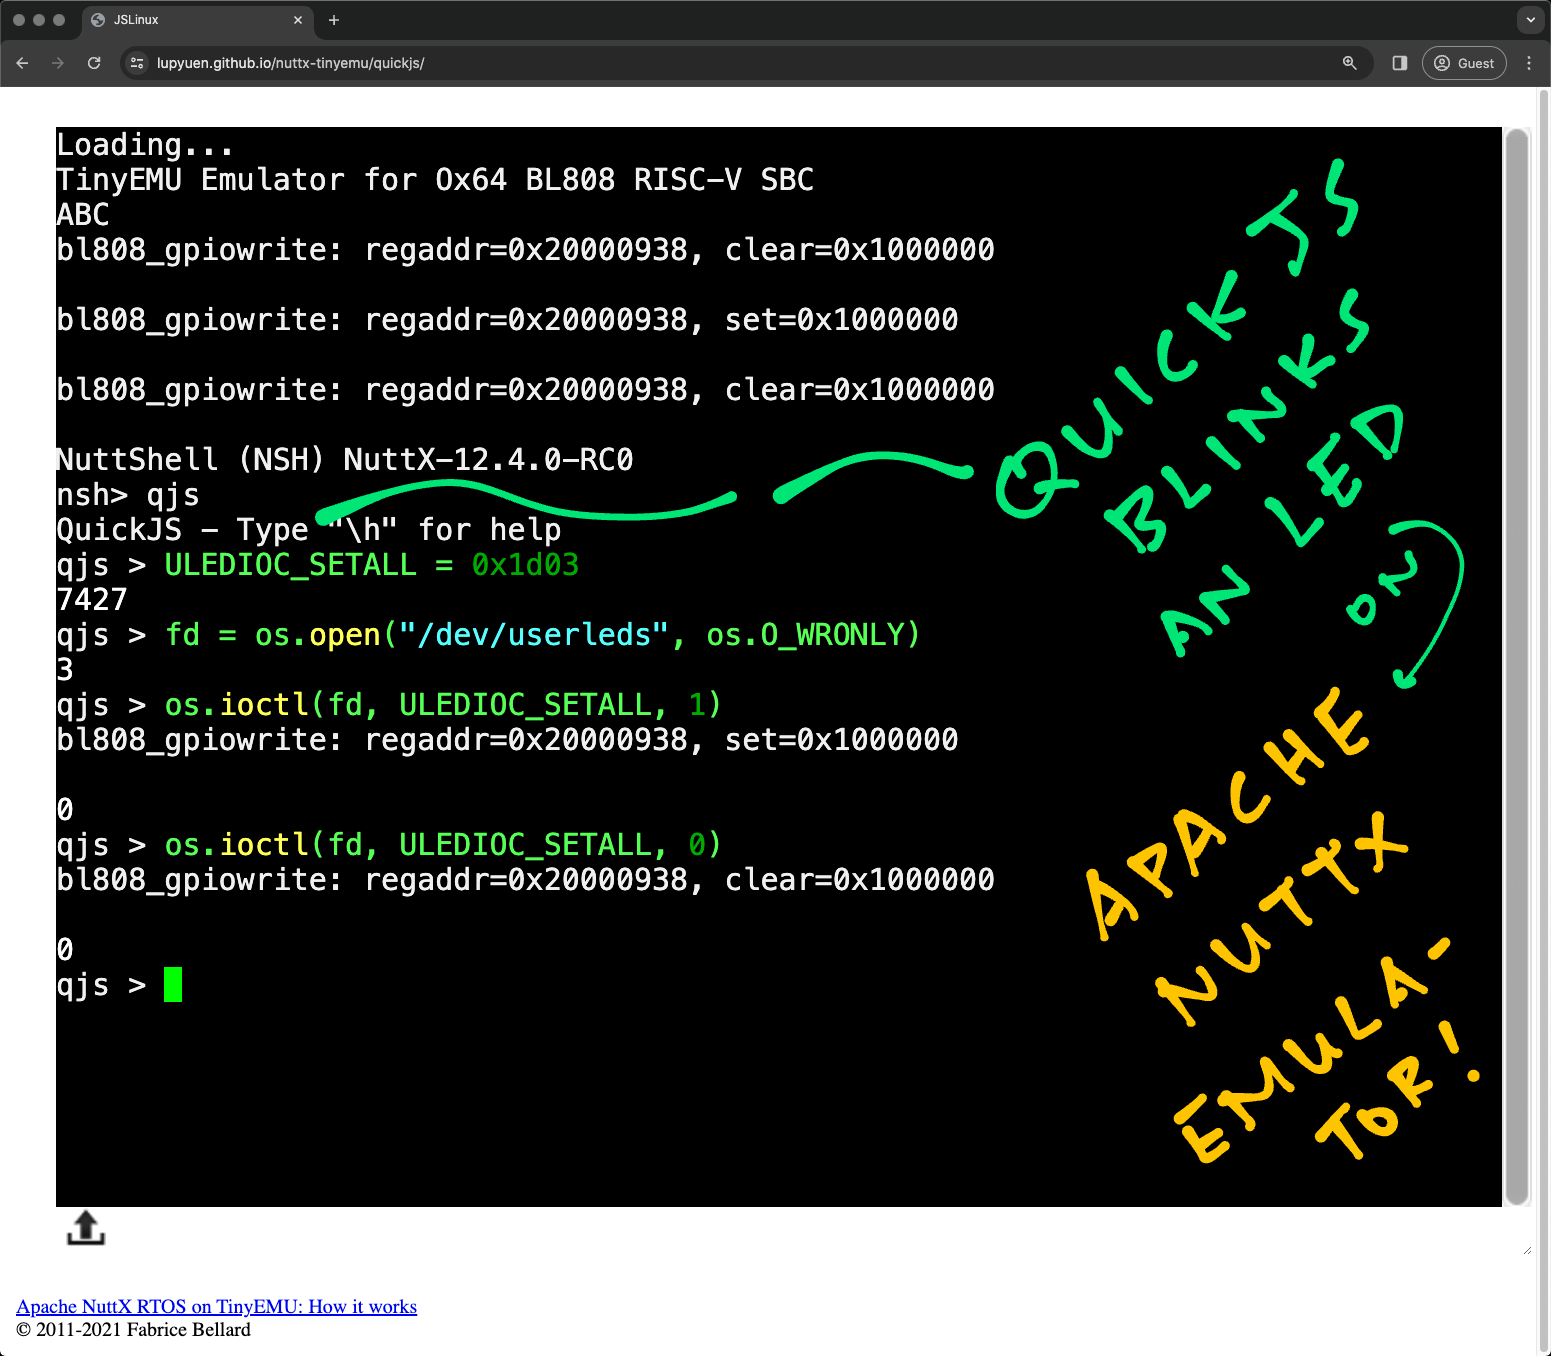 JSLinux
lupyuen.github.io/nuttx-tinyemu/quickjs/
Guest
Loading...
TinyEMU Emulator for Ox64 BL808 RISC-V SBC
ABC
bl808_gpiowrite: regaddr=0x20000938, clear=0x1000000
bl808_gpiowrite: regaddr=0x20000938, set=0x1000000
bl808_gpiowrite: regaddr=0x20000938, clear=0x1000000
NuttShell (NSH) NuttX-12.4.0-RC0
nsh> qjs
QuickJS - Type "\h" for help
qjs > ULEDIOC_SETALL = 0x1d03
7427
qjs > fd = os.open("/dev/userleds", os.O_WRONLY)
3
qjs > os.ioctl(fd, ULEDIOC_SETALL, 1)
bl808_gpiowrite: regaddr=0x20000938, set=0x1000000
0
qjs > os.ioctl(fd, ULEDIOC_SETALL, 0)
bl808_gpiowrite: regaddr=0x20000938, clear=0x1000000
0
qjs >
QUICKJS
BLINKS
AN LED
ON
APACHE
NUTTX
EMULA-
TOR!
Apache NuttX RTOS on TinyEMU: How it works
© 2011-2021 Fabrice Bellard